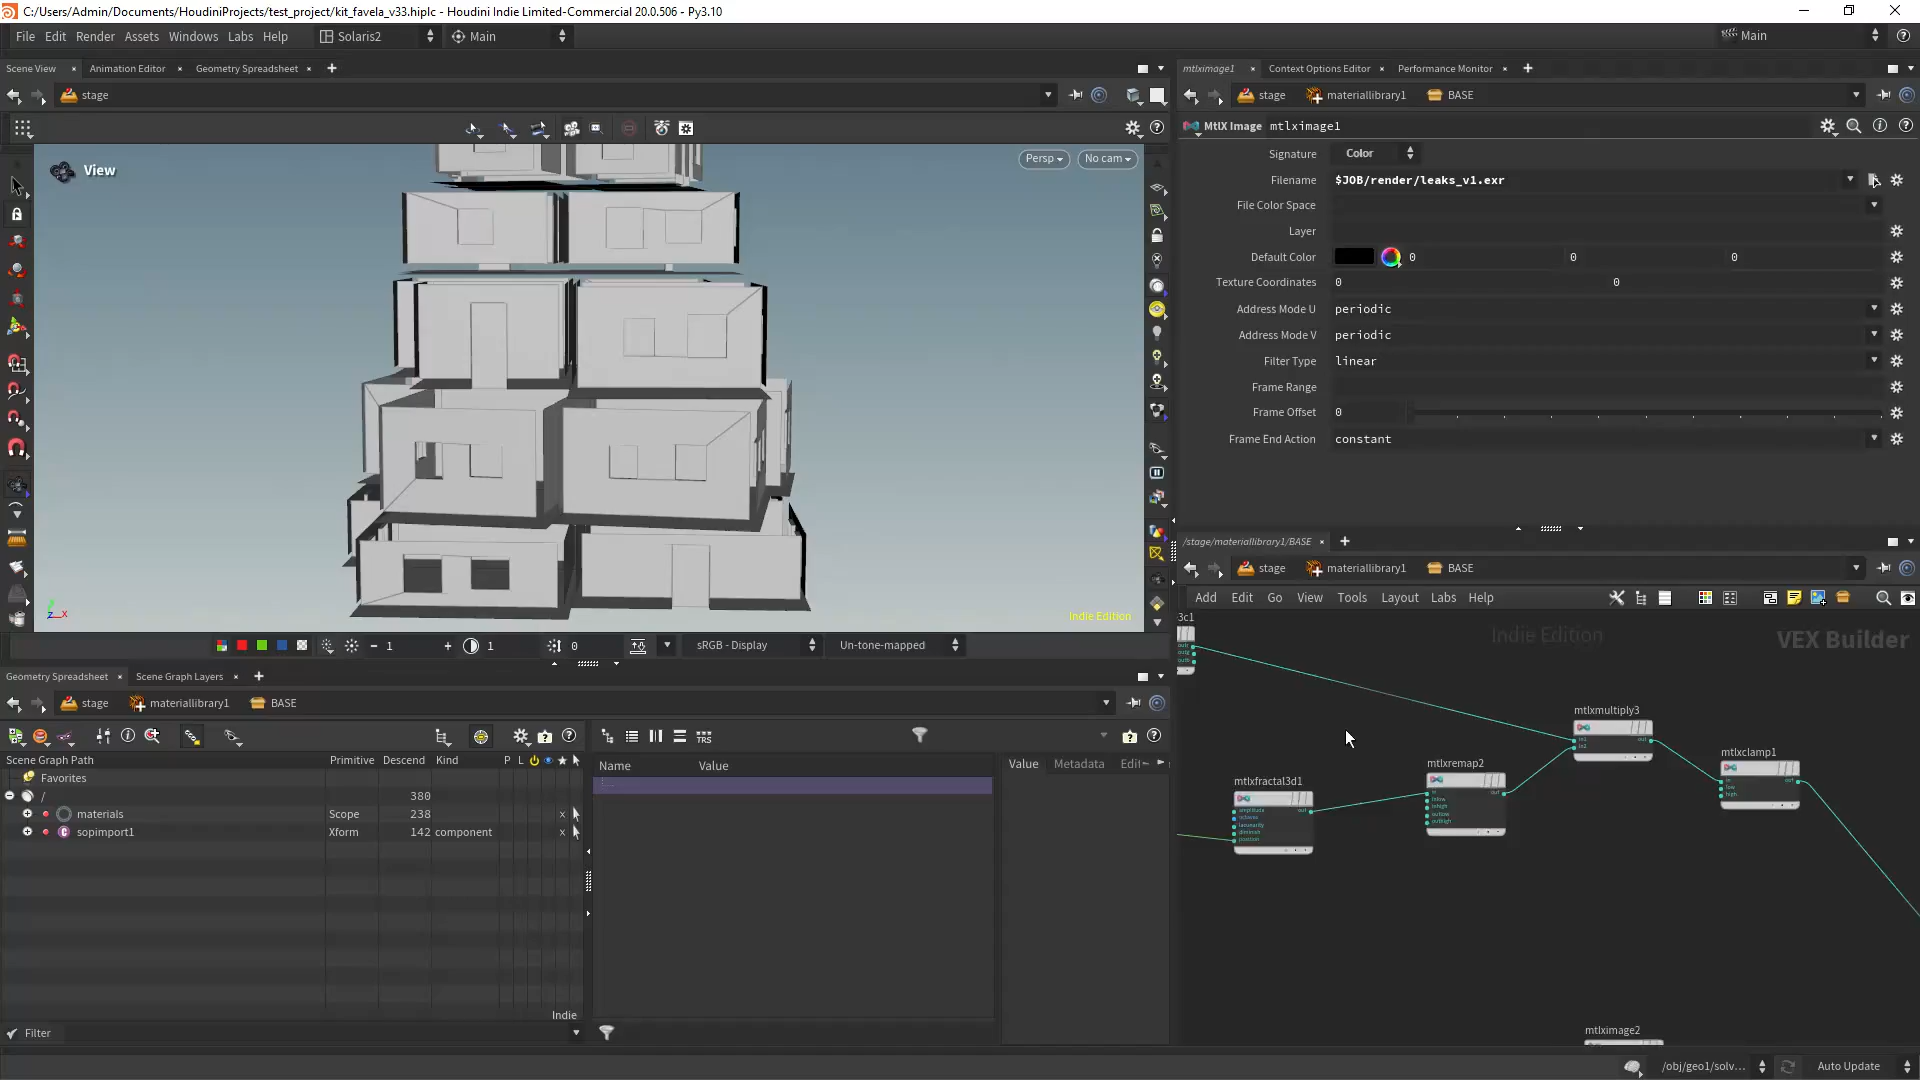 C:/Users/Admin/Documents/HoudiniProjects/test_project/kit_favela_v33.hiplc - Houdini Indie Limited-Commercial 20.0.506 - Py3.10
File Edit Render Assets Windows Labs Help Solaris2 Main Main
Scene View Animation Editor Geometry Spreadsheet
stage
View
Persp No cam
Indie Edition
1 1 0 sRGB - Display Un-tone-mapped
mtlximage1 Context Options Editor Performance Monitor
stage materiallibrary1 BASE
MtlX Image mtlximage1
Signature Color
Filename $JOB/render/leaks_v1.exr
File Color Space
Layer
Default Color 0 0 0
Texture Coordinates 0 0
Address Mode U periodic
Address Mode V periodic
Filter Type linear
Frame Range
Frame Offset 0
Frame End Action constant
/stage/materiallibrary1/BASE
stage materiallibrary1 BASE
Add Edit Go View Tools Layout Labs Help
3c1
Indie Edition VEX Builder
mtlxmultiply3
mtlxclamp1
mtlxremap2
mtlxfractal3d1
mtlximage2
Geometry Spreadsheet Scene Graph Layers
stage materiallibrary1 BASE
Scene Graph Path Primitive Descend Kind P L
Favorites
/ 380
materials Scope 238 x
sopimport1 Xform 142 component x
Indie
Filter
Name Value
Value Metadata Edit
/obj/geo1/solv... Auto Update